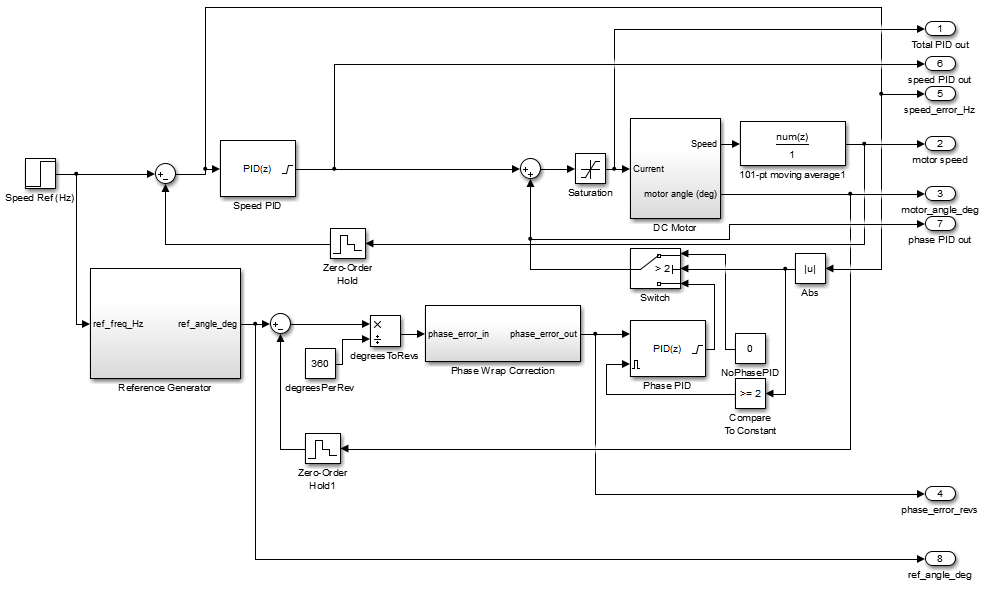 1
Total PID out
6
speed PID out
5
speed_error_Hz
num(z)
1
101-pt moving average1
2
motor speed
Speed Ref (Hz)
+
−
PID(z)
Speed PID
+
+
Saturation
Current
Speed
motor angle (deg)
DC Motor
3
motor_angle_deg
7
phase PID out
Zero-Order
Hold
> 2
Switch
|u|
Abs
ref_freq_Hz
ref_angle_deg
Reference Generator
+
−
×
÷
degreesToRevs
360
degreesPerRev
phase_error_in
phase_error_out
Phase Wrap Correction
PID(z)
Phase PID
0
NoPhasePID
>= 2
Compare
To Constant
Zero-Order
Hold1
4
phase_error_revs
8
ref_angle_deg